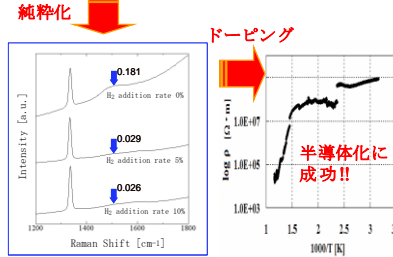 純粋化
ドーピング
0.181
H2 addition rate 0%
0.029
H2 addition rate 5%
0.026
H2 addition rate 10%
Intensity [a.u.]
1200 1400 1600 1800
Raman Shift [cm-1]
log ρ [Ω・m]
1.0E+07
1.0E+05
1.0E+03
半導体化に
成功!!
1 1.5 2 2.5 3 3.5
1000/T [K]